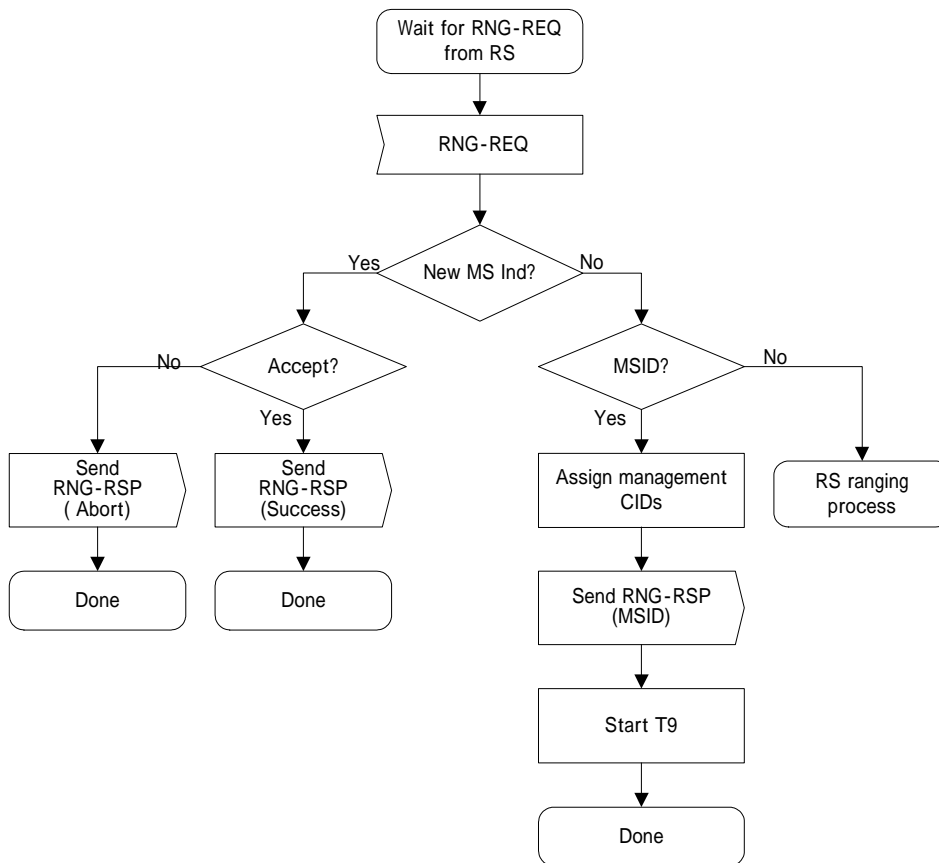 Wait for RNG-REQ
from RS
RNG-REQ
New MS Ind?
Yes
No
Accept?
No
Yes
MSID?
No
Yes
Send
RNG-RSP
( Abort)
Send
RNG-RSP
(Success)
Assign management
CIDs
RS ranging
process
Done
Done
Send RNG-RSP
(MSID)
Start T9
Done